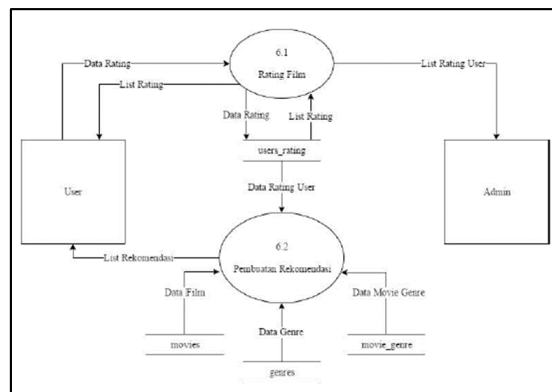 6.1
Data Rating
Rating Film
List Rating User
List Rating
Data Rating
List Rating
users_rating
User
Data Rating User
Admin
6.2
List Rekomendasi
Pembuatan Rekomendasi
Data Film
Data Movie Genre
Data Genre
movies
movie_genre
genres